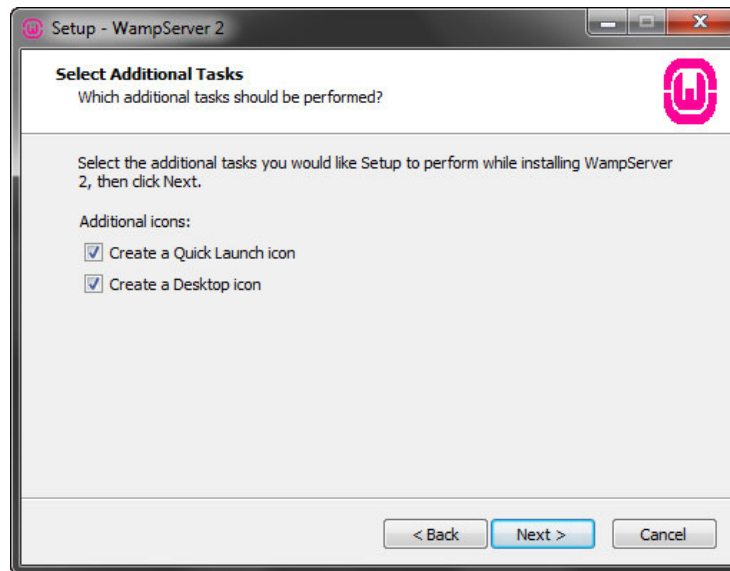 Setup - WampServer 2
Select Additional Tasks
Which additional tasks should be performed?
W
Select the additional tasks you would like Setup to perform while installing WampServer
2, then click Next.
Additional icons:
Create a Quick Launch icon
Create a Desktop icon
< Back
Next >
Cancel